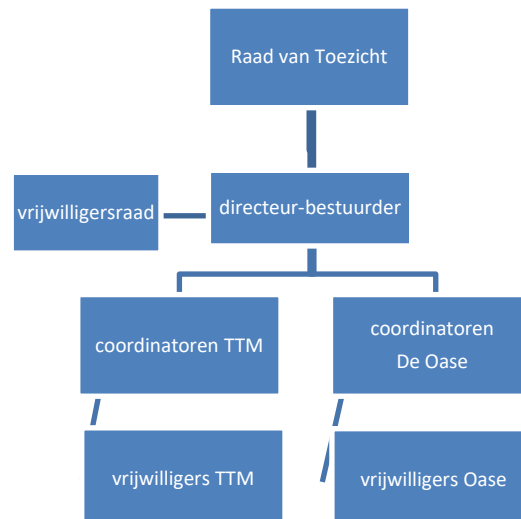 Raad van Toezicht
vrijwilligersraad
directeur-bestuurder
coordinatoren TTM
coordinatoren
De Oase
vrijwilligers TTM
vrijwilligers Oase